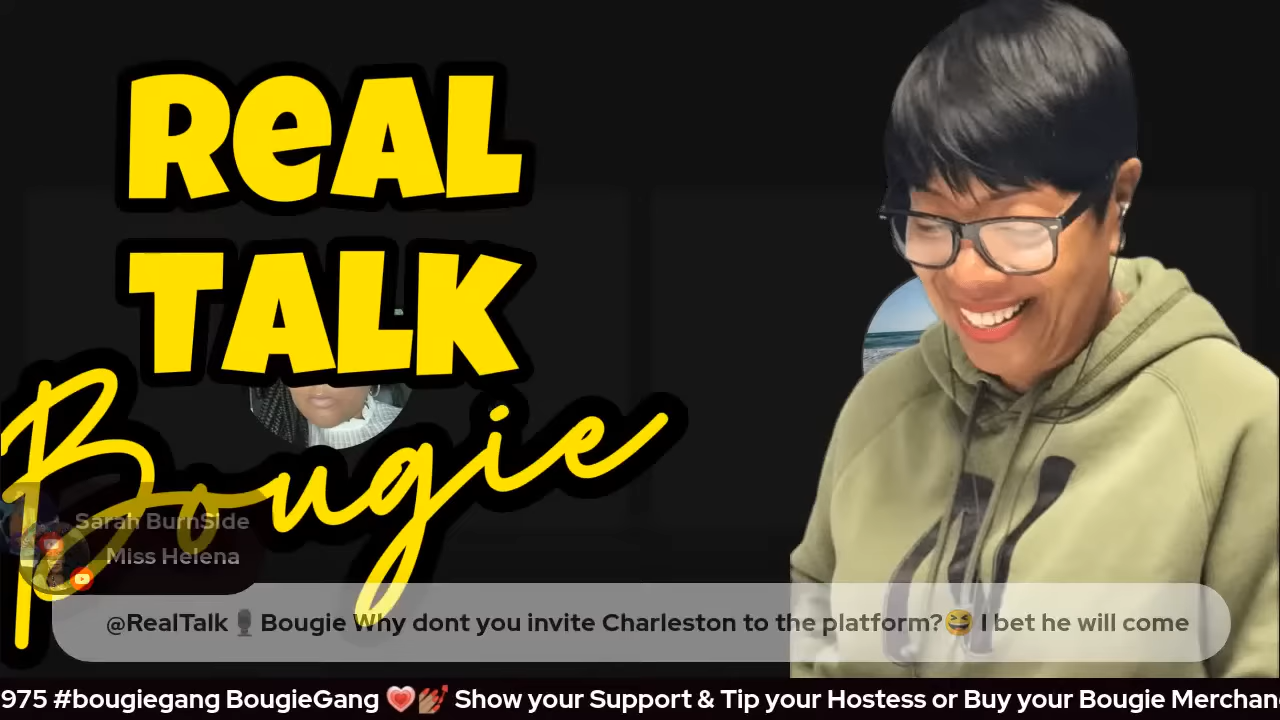 ReAL
TALK
Bougie
Sarah BurnSide
Miss Helena
@RealTalk🎙️Bougie Why dont you invite Charleston to the platform?😆 I bet he will come
975 #bougiegang BougieGang 💗💅🏾 Show your Support & Tip your Hostess or Buy your Bougie Merchan